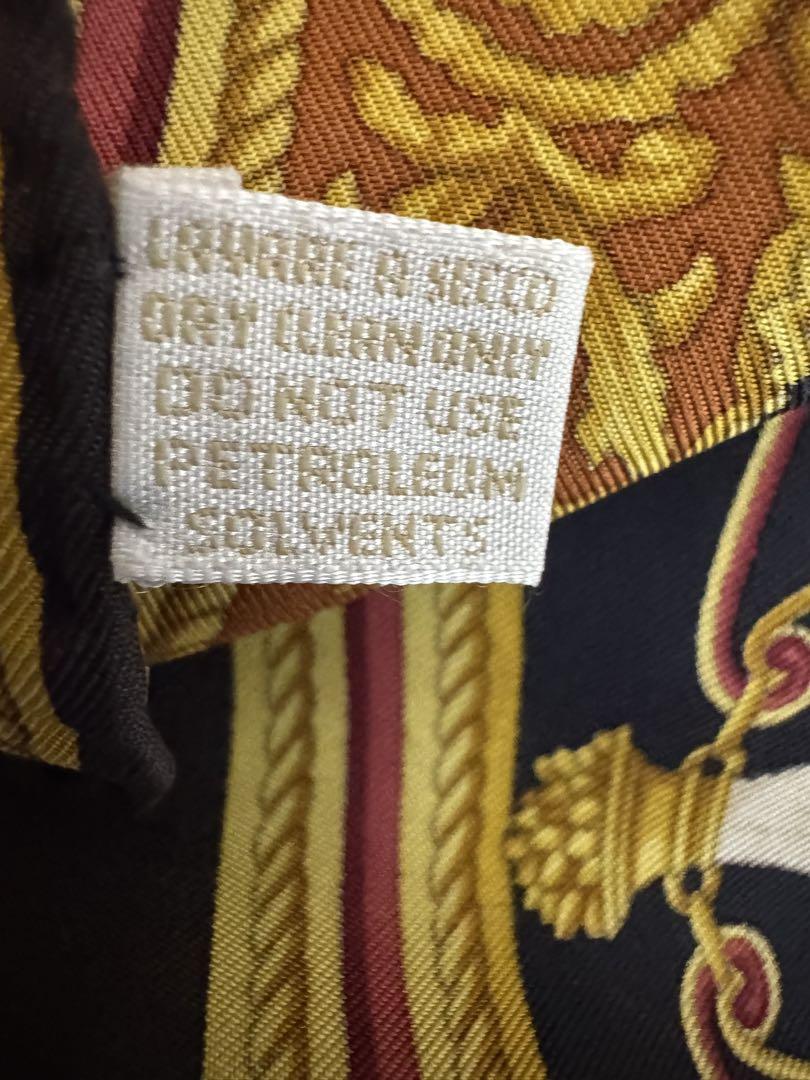 LAVARE A SECCO
DRY CLEAN ONLY
DO NOT USE
PETROLEUM
SOLVENTS